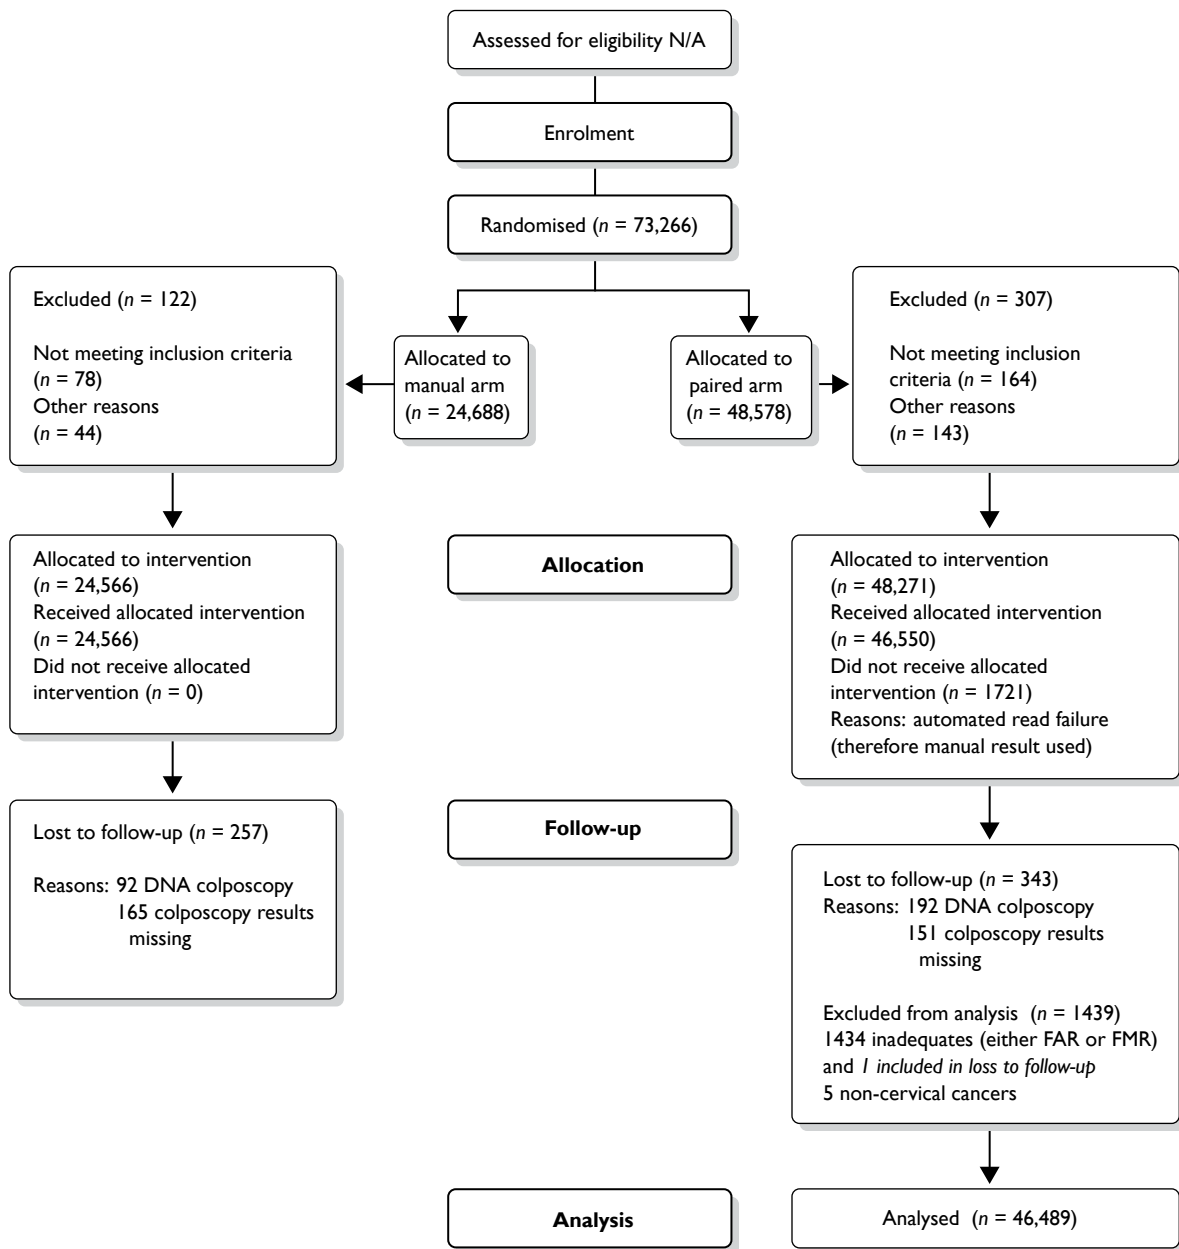 Assessed for eligibility N/A
Enrolment
Randomised (n = 73,266)
Excluded (n = 122)
Not meeting inclusion criteria
(n = 78)
Other reasons
(n = 44)
Allocated to
manual arm
(n = 24,688)
Allocated to
paired arm
(n = 48,578)
Excluded (n = 307)
Not meeting inclusion
criteria (n = 164)
Other reasons
(n = 143)
Allocated to intervention
(n = 24,566)
Received allocated intervention
(n = 24,566)
Did not receive allocated
intervention (n = 0)
Allocation
Allocated to intervention
(n = 48,271)
Received allocated intervention
(n = 46,550)
Did not receive allocated
intervention (n = 1721)
Reasons: automated read failure
(therefore manual result used)
Lost to follow-up (n = 257)
Reasons: 92 DNA colposcopy
165 colposcopy results
missing
Follow-up
Lost to follow-up (n = 343)
Reasons: 192 DNA colposcopy
151 colposcopy results
missing
Excluded from analysis (n = 1439)
1434 inadequates (either FAR or FMR)
and 1 included in loss to follow-up
5 non-cervical cancers
Analysis
Analysed (n = 46,489)